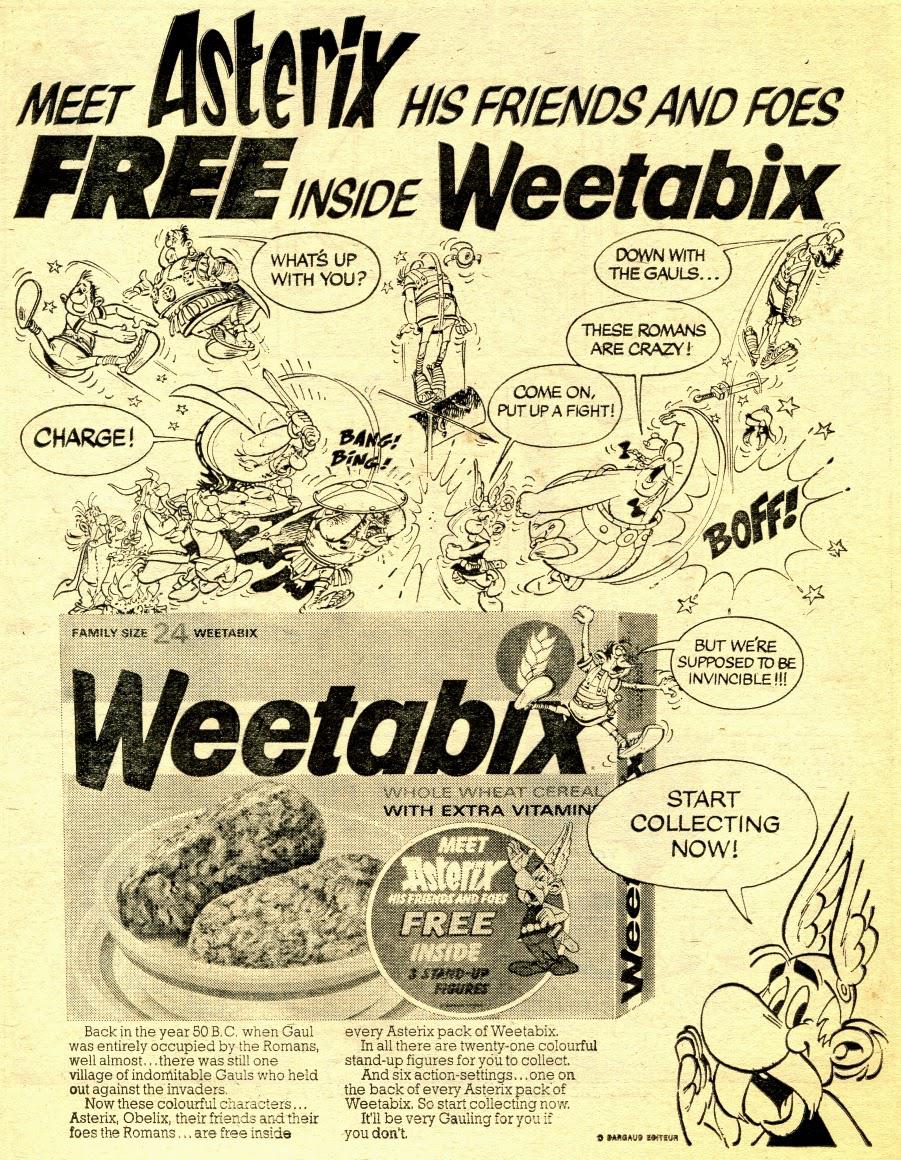 MEET Asterix HIS FRIENDS AND FOES
FREE INSIDE Weetabix
WHAT'S UP
WITH YOU?
DOWN WITH
THE GAULS...
THESE ROMANS
ARE CRAZY!
COME ON,
PUT UP A FIGHT!
CHARGE!
BANG!
BING!
BOFF!
FAMILY SIZE 24 WEETABIX
Weetabix
BUT WE'RE
SUPPOSED TO BE
INVINCIBLE!!!
WHOLE WHEAT CEREAL
WITH EXTRA VITAMINS
START
COLLECTING
NOW!
MEET
Asterix
HIS FRIENDS AND FOES
FREE
INSIDE
3 STAND-UP
FIGURES
Back in the year 50 B.C. when Gaul
was entirely occupied by the Romans,
well almost...there was still one
village of indomitable Gauls who held
out against the invaders.
Now these colourful characters...
Asterix, Obelix, their friends and their
foes the Romans...are free inside
every Asterix pack of Weetabix.
In all there are twenty-one colourful
stand-up figures for you to collect.
And six action-settings...one on
the back of every Asterix pack of
Weetabix. So start collecting now.
It'll be very Gauling for you if
you don't.
© DARGAUD EDITEUR